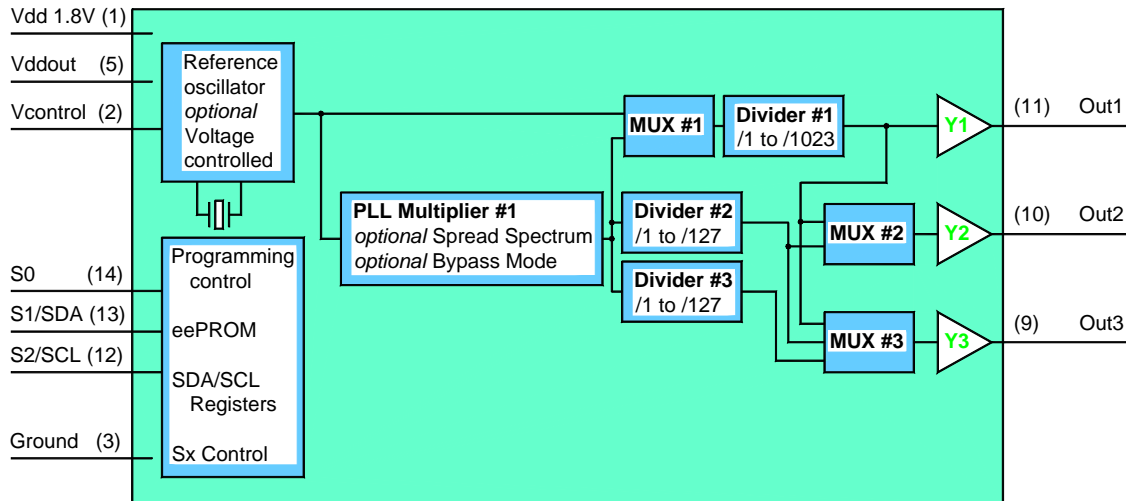 Vdd 1.8V (1)
Vddout (5)
Vcontrol (2)
Reference
oscillator
optional
Voltage
controlled
MUX #1
Divider #1
/1 to /1023
Y1
(11) Out1
PLL Multiplier #1
optional Spread Spectrum
optional Bypass Mode
Divider #2
/1 to /127
MUX #2
Y2
(10) Out2
Divider #3
/1 to /127
MUX #3
Y3
(9) Out3
S0 (14)
S1/SDA (13)
S2/SCL (12)
Ground (3)
Programming
control
eePROM
SDA/SCL
Registers
Sx Control